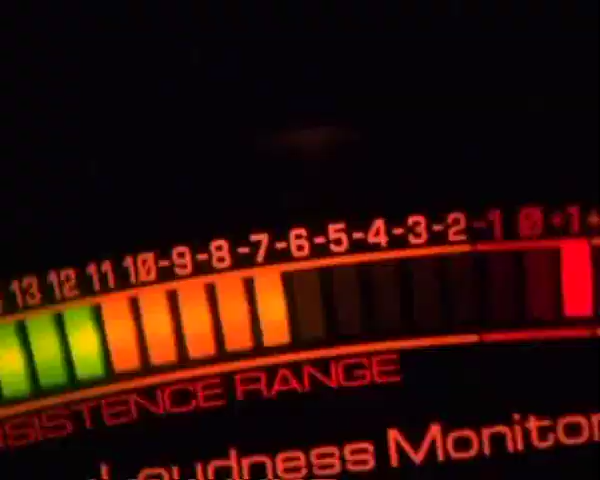 13 12 11 10-9-8-7-6-5-4-3-2-1 0+1+
SISTENCE RANGE
Loudness Monitor